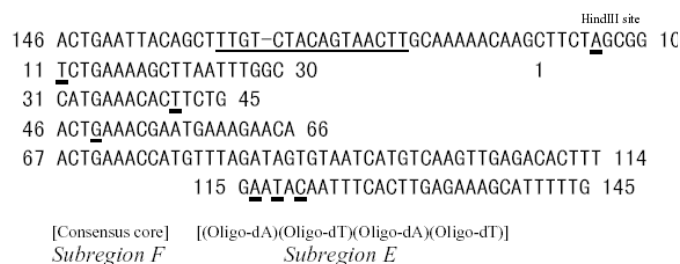 HindIII site
146 ACTGAATTACAGCTTTGT-CTACAGTAACTTGCAAAAACAAGCTTCTAGCGG 10
11 TCTGAAAAGCTTAATTTGGC 30 1
31 CATGAAACACTTCTG 45
46 ACTGAAACGAATGAAAGAACA 66
67 ACTGAAACCATGTTTAGATAGTGTAATCATGTCAAGTTGAGACACTTT 114
115 GAATACAATTTCACTTGAGAAAGCATTTTTG 145
[Consensus core] [(Oligo-dA)(Oligo-dT)(Oligo-dA)(Oligo-dT)]
Subregion F Subregion E